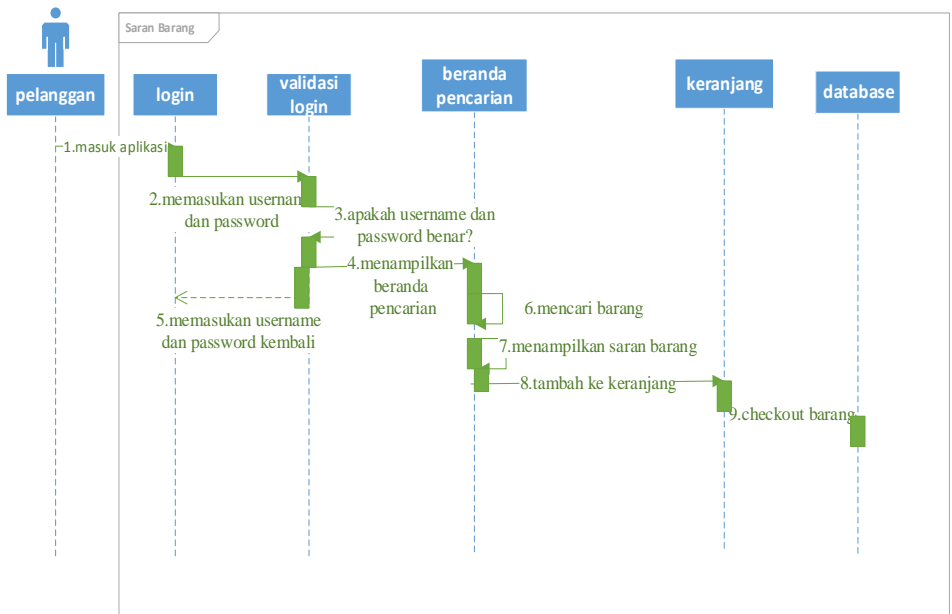 Saran Barang
pelanggan
login
validasi
login
beranda
pencarian
keranjang
database
1.masuk aplikasi
2.memasukan usernam
dan password
3.apakah username dan
password benar?
4.menampilkan
beranda
pencarian
5.memasukan username
dan password kembali
6.mencari barang
7.menampilkan saran barang
8.tambah ke keranjang
9.checkout barang